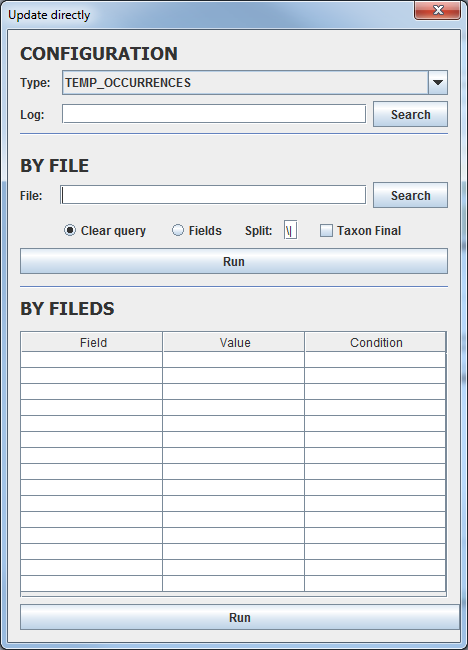 Update directly
CONFIGURATION
Type: TEMP_OCCURRENCES
Log: Search
BY FILE
File: Search
Clear query Fields Split: \| Taxon Final
Run
BY FILEDS
Field Value Condition
Run